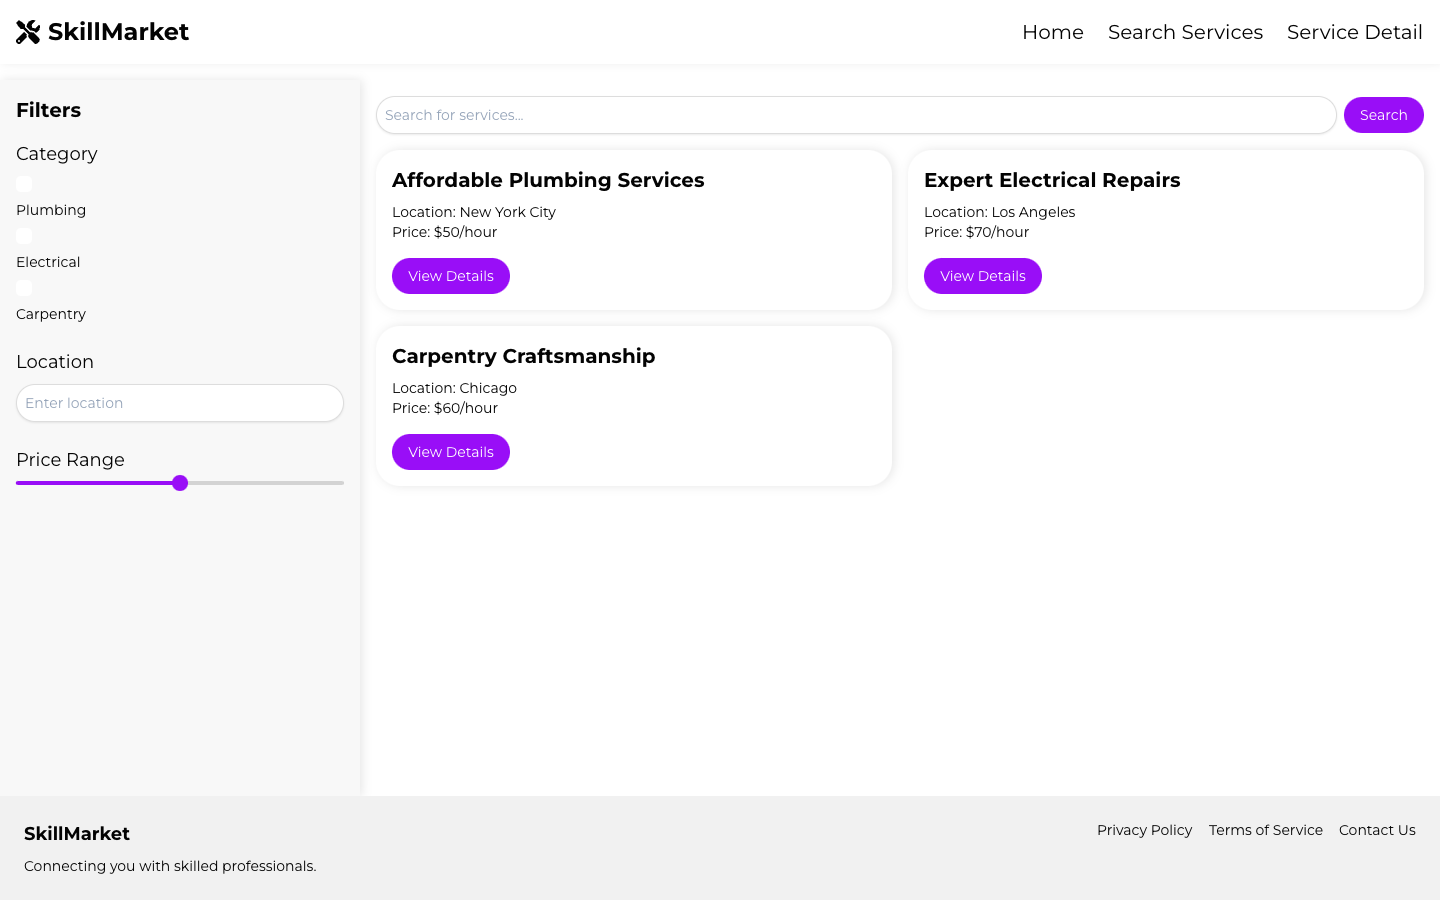 SkillMarket
Home
Search Services
Service Detail
Filters
Category
Plumbing
Electrical
Carpentry
Location
Enter location
Price Range
Search for services...
Search
Affordable Plumbing Services
Location: New York City
Price: $50/hour
View Details
Expert Electrical Repairs
Location: Los Angeles
Price: $70/hour
View Details
Carpentry Craftsmanship
Location: Chicago
Price: $60/hour
View Details
SkillMarket
Connecting you with skilled professionals.
Privacy Policy
Terms of Service
Contact Us